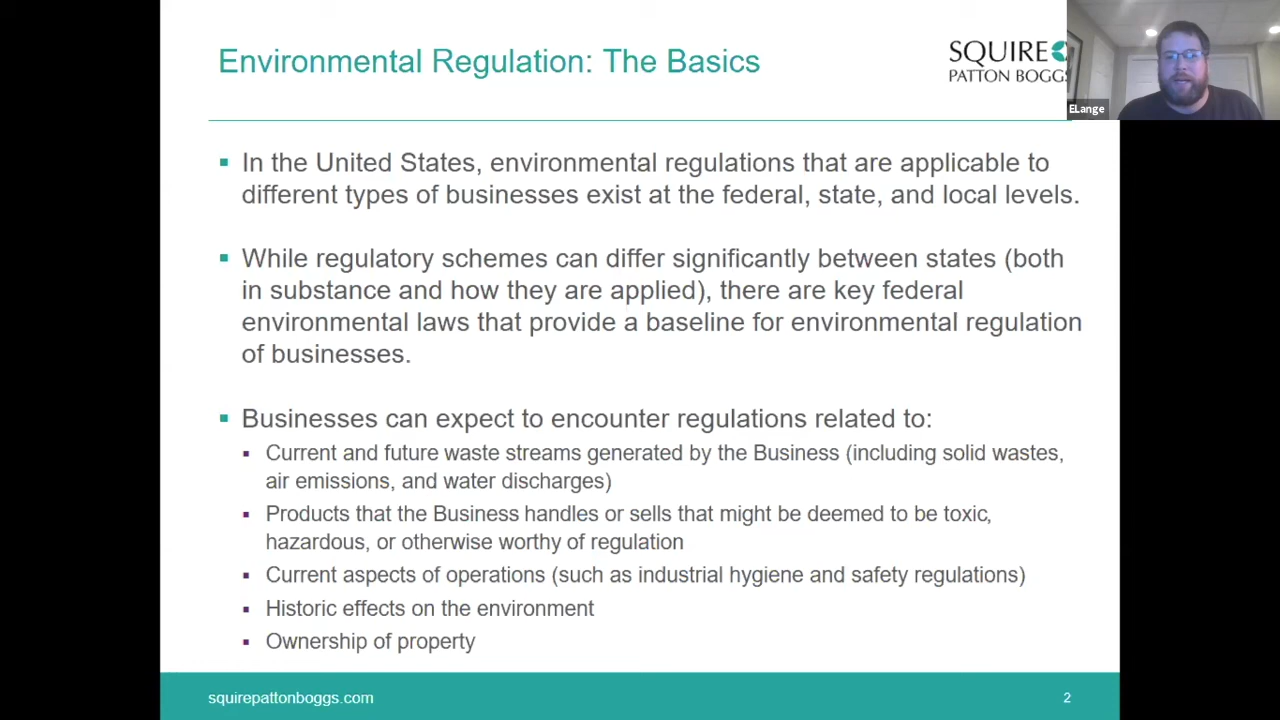 Environmental Regulation: The Basics
SQUIRE
PATTON BOGGS
ELange
▪ In the United States, environmental regulations that are applicable to
different types of businesses exist at the federal, state, and local levels.
▪ While regulatory schemes can differ significantly between states (both
in substance and how they are applied), there are key federal
environmental laws that provide a baseline for environmental regulation
of businesses.
▪ Businesses can expect to encounter regulations related to:
▪ Current and future waste streams generated by the Business (including solid wastes,
air emissions, and water discharges)
▪ Products that the Business handles or sells that might be deemed to be toxic,
hazardous, or otherwise worthy of regulation
▪ Current aspects of operations (such as industrial hygiene and safety regulations)
▪ Historic effects on the environment
▪ Ownership of property
squirepattonboggs.com
2